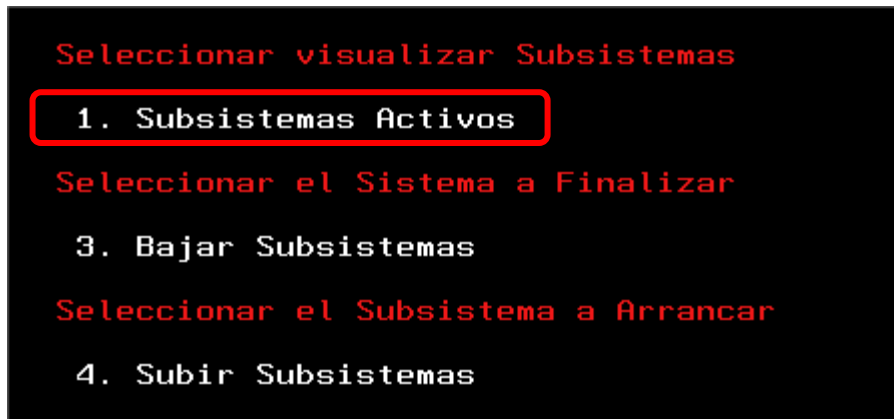 Seleccionar visualizar Subsistemas
1. Subsistemas Activos
Seleccionar el Sistema a Finalizar
3. Bajar Subsistemas
Seleccionar el Subsistema a Arrancar
4. Subir Subsistemas